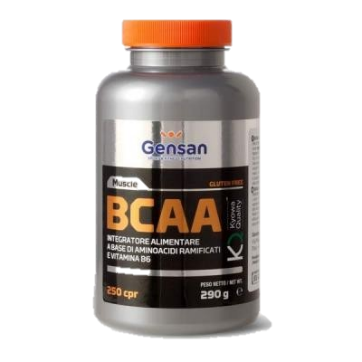 Gensan
Muscle
GLUTEN FREE
BCAA
INTEGRATORE ALIMENTARE
A BASE DI AMINOACIDI RAMIFICATI
E VITAMINA B6
Kyowa
Quality
250 cpr
PESO NETTO / NET WT.
290 g